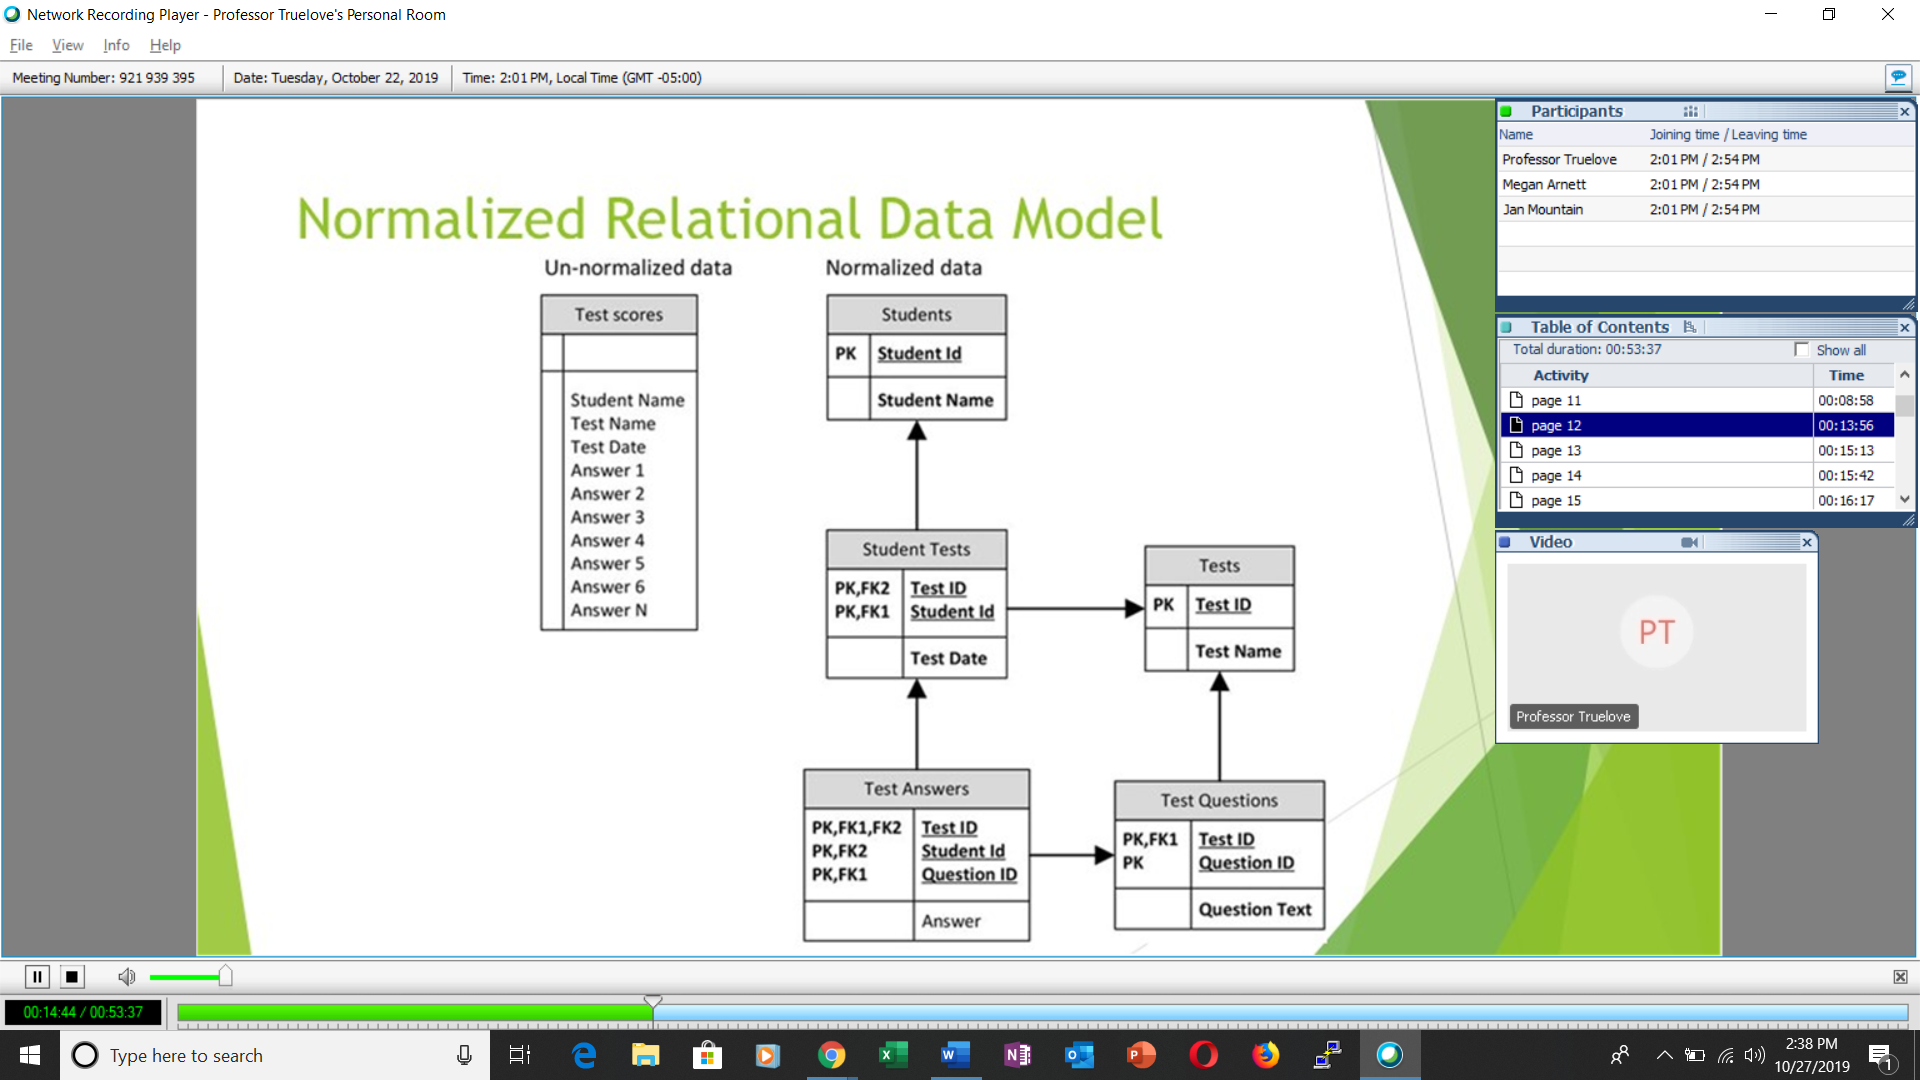 Network Recording Player - Professor Truelove's Personal Room
File View Info Help
Meeting Number: 921 939 395 Date: Tuesday, October 22, 2019 Time: 2:01 PM, Local Time (GMT -05:00)
Normalized Relational Data Model
Un-normalized data
Test scores
Student Name
Test Name
Test Date
Answer 1
Answer 2
Answer 3
Answer 4
Answer 5
Answer 6
Answer N
Normalized data
Students
PK Student Id
Student Name
Student Tests
PK,FK2 Test ID
PK,FK1 Student Id
Test Date
Tests
PK Test ID
Test Name
Test Answers
PK,FK1,FK2 Test ID
PK,FK2 Student Id
PK,FK1 Question ID
Answer
Test Questions
PK,FK1 Test ID
PK Question ID
Question Text
Participants
Name Joining time / Leaving time
Professor Truelove 2:01 PM / 2:54 PM
Megan Arnett 2:01 PM / 2:54 PM
Jan Mountain 2:01 PM / 2:54 PM
Table of Contents
Total duration: 00:53:37 Show all
Activity Time
page 11 00:08:58
page 12 00:13:56
page 13 00:15:13
page 14 00:15:42
page 15 00:16:17
Video
PT
Professor Truelove
00:14:44 / 00:53:37
Type here to search
2:38 PM
10/27/2019
1